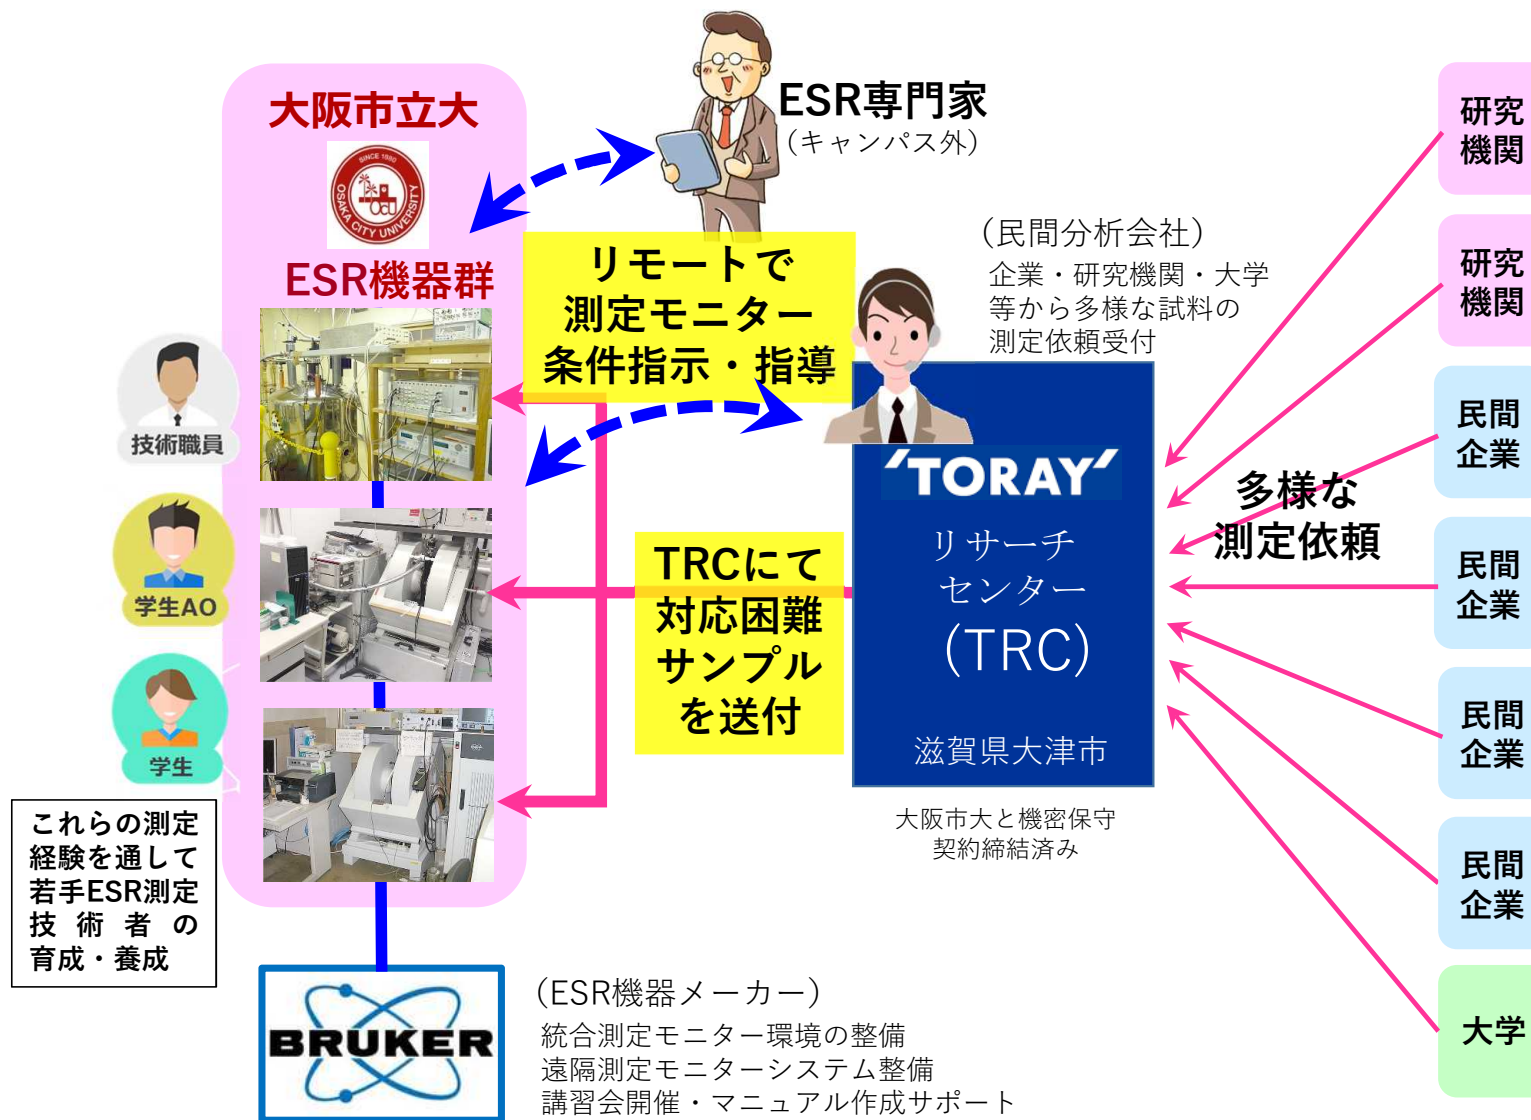 大阪市立大
SINCE 1880
OSAKA CITY UNIVERSITY
OCU
ESR機器群
ESR専門家
(キャンパス外)
リモートで
測定モニター
条件指示・指導
(民間分析会社)
企業・研究機関・大学
等から多様な試料の
測定依頼受付
技術職員
学生AO
学生
これらの測定
経験を通して
若手ESR測定
技術者の
育成・養成
TRCにて
対応困難
サンプル
を送付
'TORAY'
リサーチ
センター
(TRC)
滋賀県大津市
大阪市大と機密保守
契約締結済み
多様な
測定依頼
研究
機関
研究
機関
民間
企業
民間
企業
民間
企業
民間
企業
大学
BRUKER
(ESR機器メーカー)
統合測定モニター環境の整備
遠隔測定モニターシステム整備
講習会開催・マニュアル作成サポート